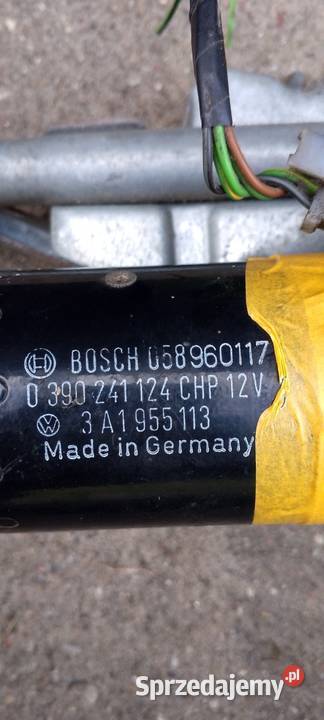 BOSCH 058960117
0 390 241 124 CHP 12V
3 A1 955 113
Made in Germany
Sprzedajemy.pl